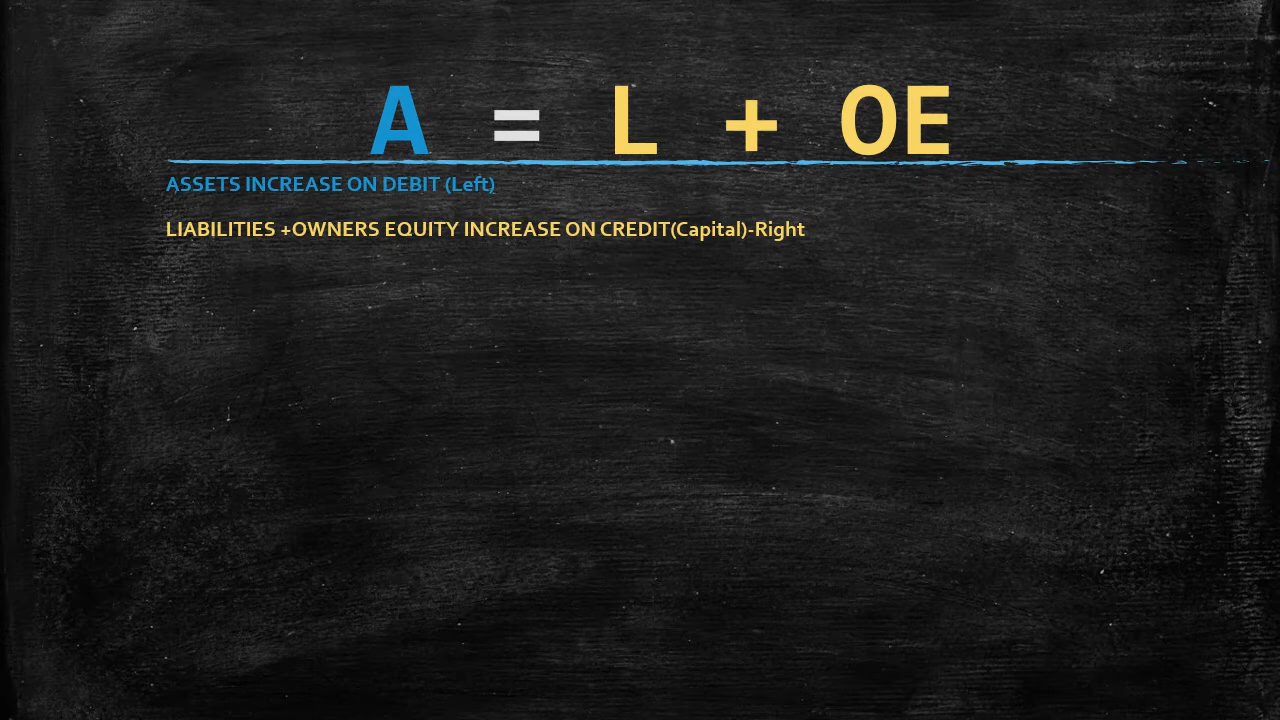 A = L + OE
ASSETS INCREASE ON DEBIT (Left)
LIABILITIES +OWNERS EQUITY INCREASE ON CREDIT(Capital)-Right